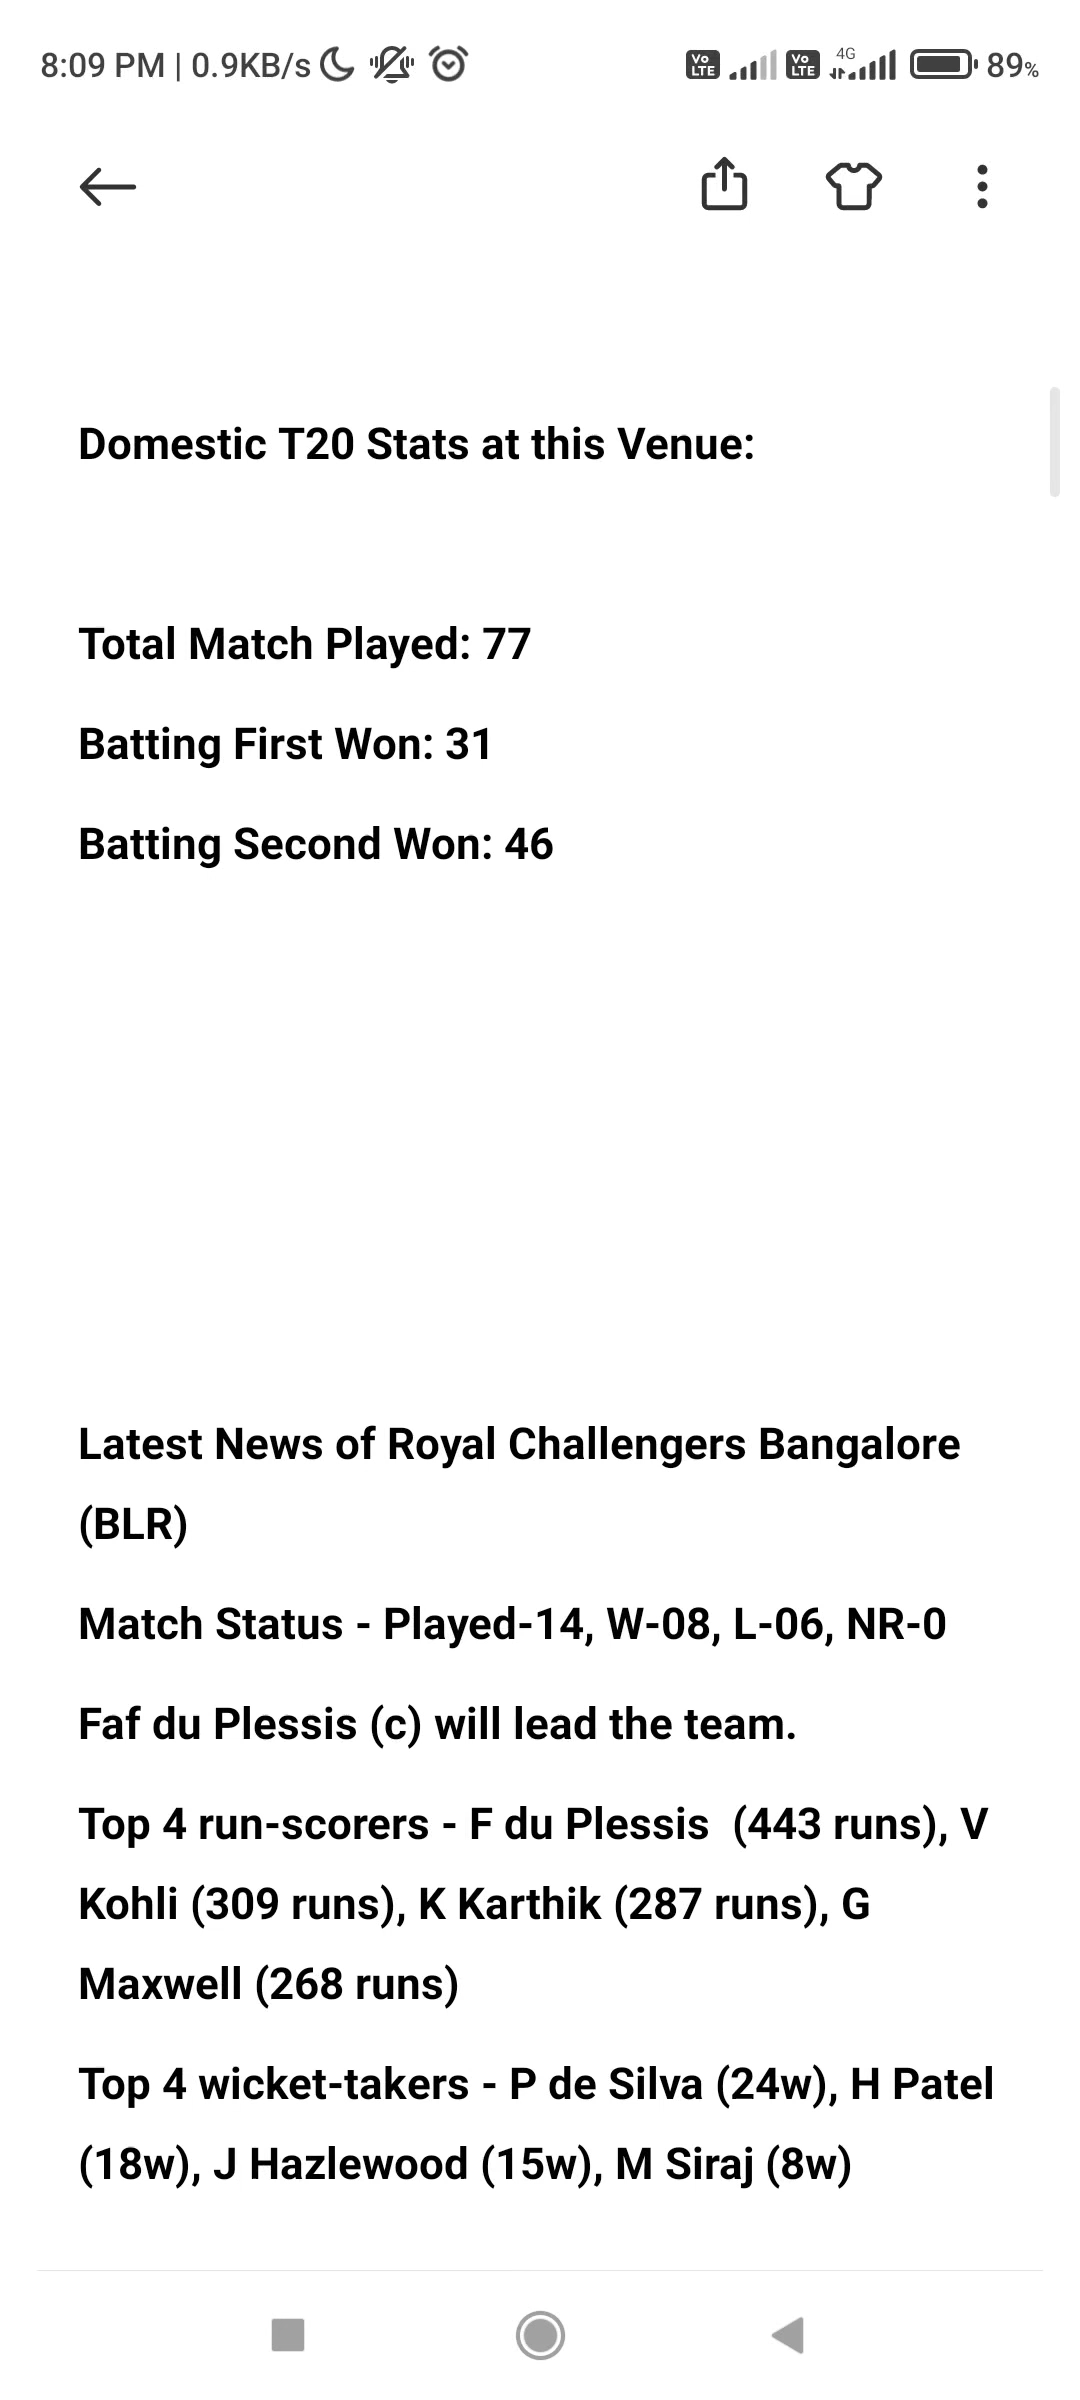 8:09 PM | 0.9KB/s Vo LTE Vo LTE 4G 89%
Domestic T20 Stats at this Venue:
Total Match Played: 77
Batting First Won: 31
Batting Second Won: 46
Latest News of Royal Challengers Bangalore
(BLR)
Match Status - Played-14, W-08, L-06, NR-0
Faf du Plessis (c) will lead the team.
Top 4 run-scorers - F du Plessis  (443 runs), V
Kohli (309 runs), K Karthik (287 runs), G
Maxwell (268 runs)
Top 4 wicket-takers - P de Silva (24w), H Patel
(18w), J Hazlewood (15w), M Siraj (8w)